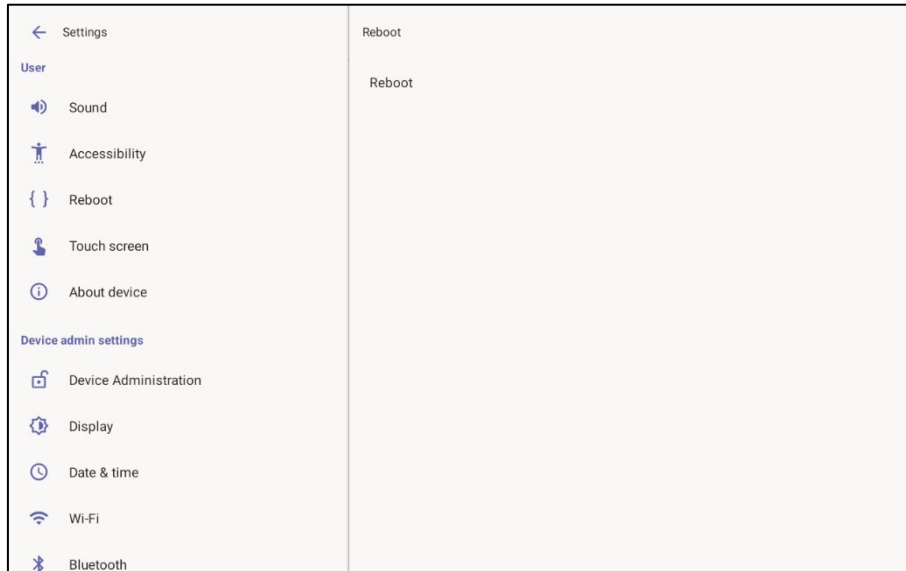 Settings
User
Sound
Accessibility
Reboot
Touch screen
About device
Device admin settings
Device Administration
Display
Date & time
Wi-Fi
Bluetooth
Reboot
Reboot